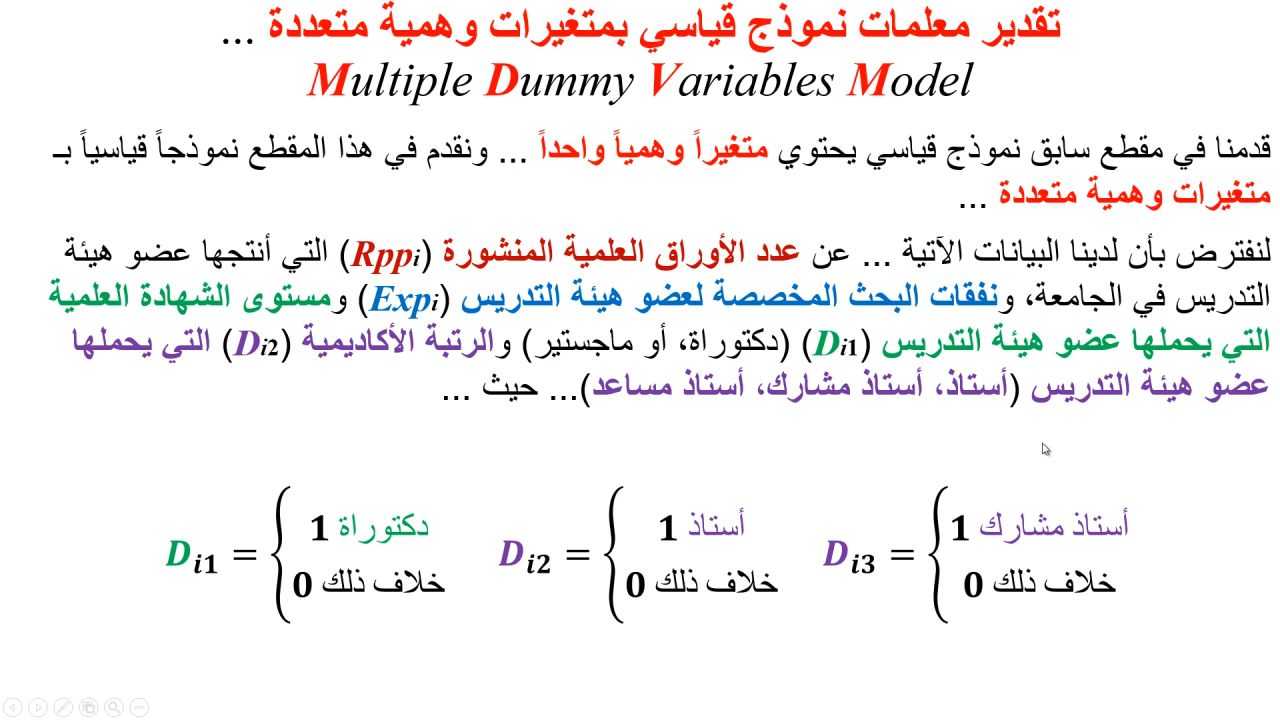 تقدير معلمات نموذج قياسي بمتغيرات وهمية متعددة ...
Multiple Dummy Variables Model
قدمنا في مقطع سابق نموذج قياسي يحتوي متغيراً وهمياً واحداً ... ونقدم في هذا المقطع نموذجاً قياسياً بـ
متغيرات وهمية متعددة ...
لنفترض بأن لدينا البيانات الآتية ... عن عدد الأوراق العلمية المنشورة (Rppi) التي أنتجها عضو هيئة
التدريس في الجامعة، ونفقات البحث المخصصة لعضو هيئة التدريس (Expi) ومستوى الشهادة العلمية
التي يحملها عضو هيئة التدريس (Di1) (دكتوراة، أو ماجستير) والرتبة الأكاديمية (Di2) التي يحملها
عضو هيئة التدريس (أستاذ، أستاذ مشارك، أستاذ مساعد)... حيث ...
Di1 = { 1 دكتوراة
0 خلاف ذلك
Di2 = { 1 أستاذ
0 خلاف ذلك
Di3 = { 1 أستاذ مشارك
0 خلاف ذلك